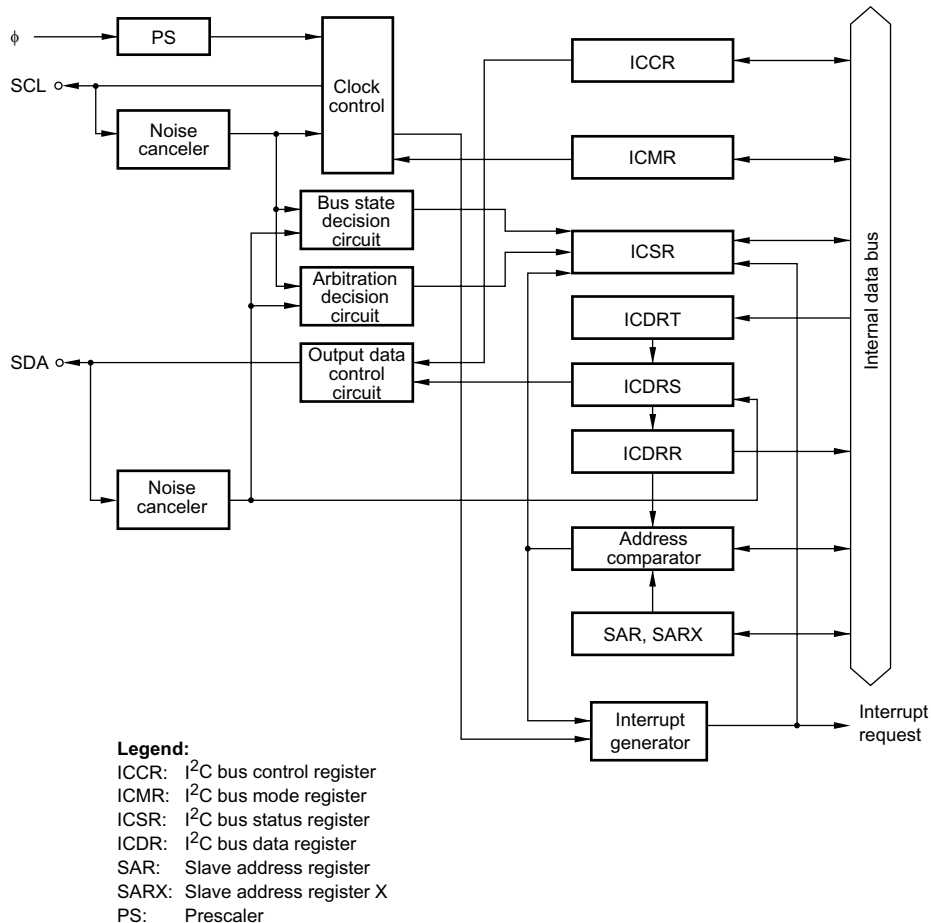 ϕ
PS
SCL
Clock
control
Noise
canceler
ICCR
ICMR
Bus state
decision
circuit
ICSR
Arbitration
decision
circuit
ICDRT
SDA
Output data
control
circuit
ICDRS
ICDRR
Noise
canceler
Address
comparator
SAR, SARX
Internal data bus
Interrupt
generator
Interrupt
request
Legend:
ICCR: I²C bus control register
ICMR: I²C bus mode register
ICSR: I²C bus status register
ICDR: I²C bus data register
SAR: Slave address register
SARX: Slave address register X
PS: Prescaler